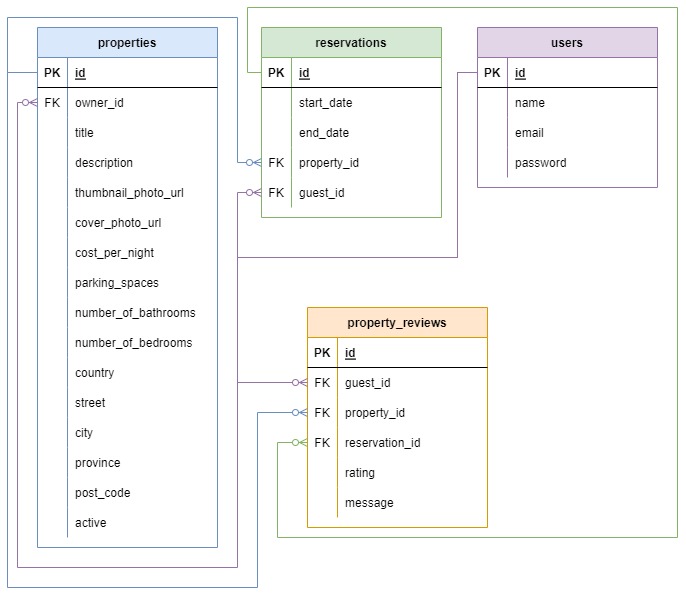 properties
PK id
FK owner_id
title
description
thumbnail_photo_url
cover_photo_url
cost_per_night
parking_spaces
number_of_bathrooms
number_of_bedrooms
country
street
city
province
post_code
active
reservations
PK id
start_date
end_date
FK property_id
FK guest_id
users
PK id
name
email
password
property_reviews
PK id
FK guest_id
FK property_id
FK reservation_id
rating
message